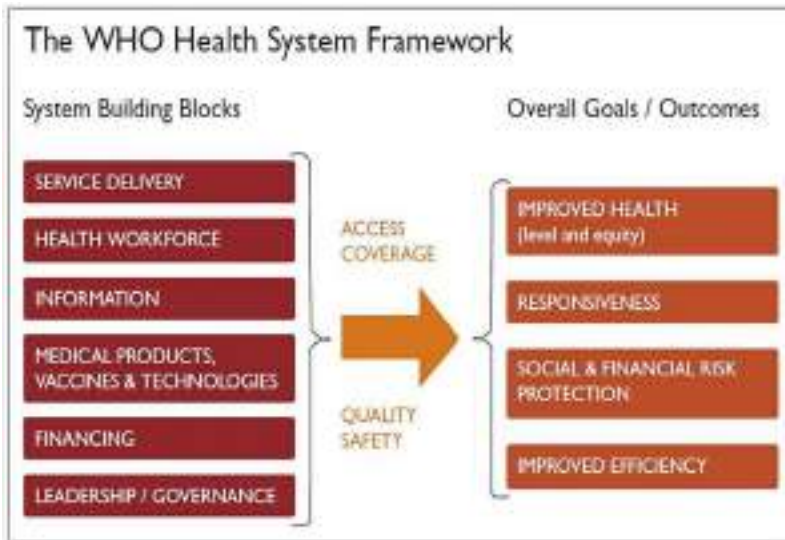 The WHO Health System Framework
System Building Blocks
SERVICE DELIVERY
HEALTH WORKFORCE
INFORMATION
MEDICAL PRODUCTS,
VACCINES & TECHNOLOGIES
FINANCING
LEADERSHIP / GOVERNANCE
ACCESS
COVERAGE
QUALITY
SAFETY
Overall Goals / Outcomes
IMPROVED HEALTH
(level and equity)
RESPONSIVENESS
SOCIAL & FINANCIAL RISK
PROTECTION
IMPROVED EFFICIENCY